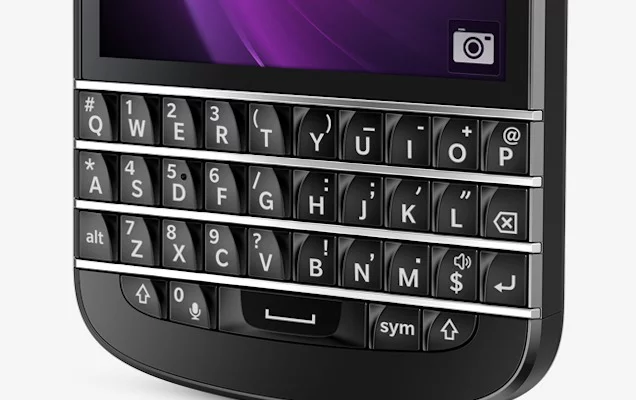 # Q 1 W 2 E 3 R ( T ) Y _ U - I + O @ P
* A 4 S 5 D 6 F / G : H ; J ' K " L
alt 7 Z 8 X 9 C ? V ! B , N . M $
0 sym